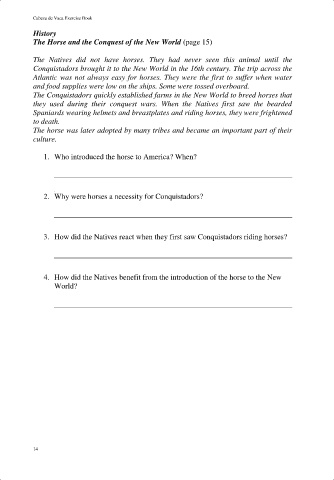 Cabeza de Vaca Exercise Book
History
The Horse and the Conquest of the New World (page 15)
The Natives did not have horses. They had never seen this animal until the
Conquistadors brought it to the New World in the 16th century. The trip across the
Atlantic was not always easy for horses. They were the first to suffer when water
and food supplies were low on the ships. Some were tossed overboard.
The Conquistadors quickly established farms in the New World to breed horses that
they used during their conquest wars. When the Natives first saw the bearded
Spaniards wearing helmets and breastplates and riding horses, they were frightened
to death.
The horse was later adopted by many tribes and became an important part of their
culture.
1. Who introduced the horse to America? When?
2. Why were horses a necessity for Conquistadors?
3. How did the Natives react when they first saw Conquistadors riding horses?
4. How did the Natives benefit from the introduction of the horse to the New
World?
14